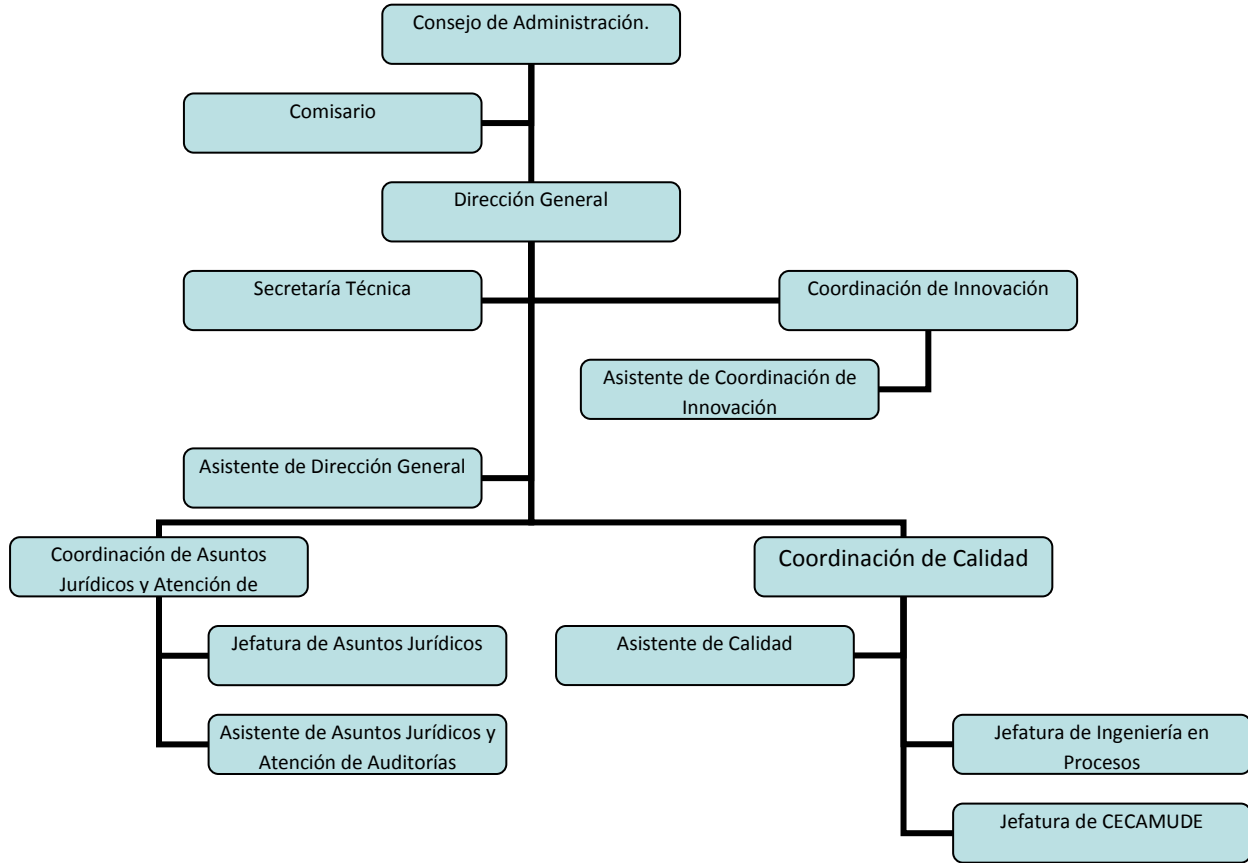 Consejo de Administración.
Comisario
Dirección General
Secretaría Técnica
Coordinación de Innovación
Asistente de Coordinación de
Innovación
Asistente de Dirección General
Coordinación de Asuntos
Jurídicos y Atención de
Coordinación de Calidad
Jefatura de Asuntos Jurídicos
Asistente de Calidad
Asistente de Asuntos Jurídicos y
Atención de Auditorías
Jefatura de Ingeniería en
Procesos
Jefatura de CECAMUDE